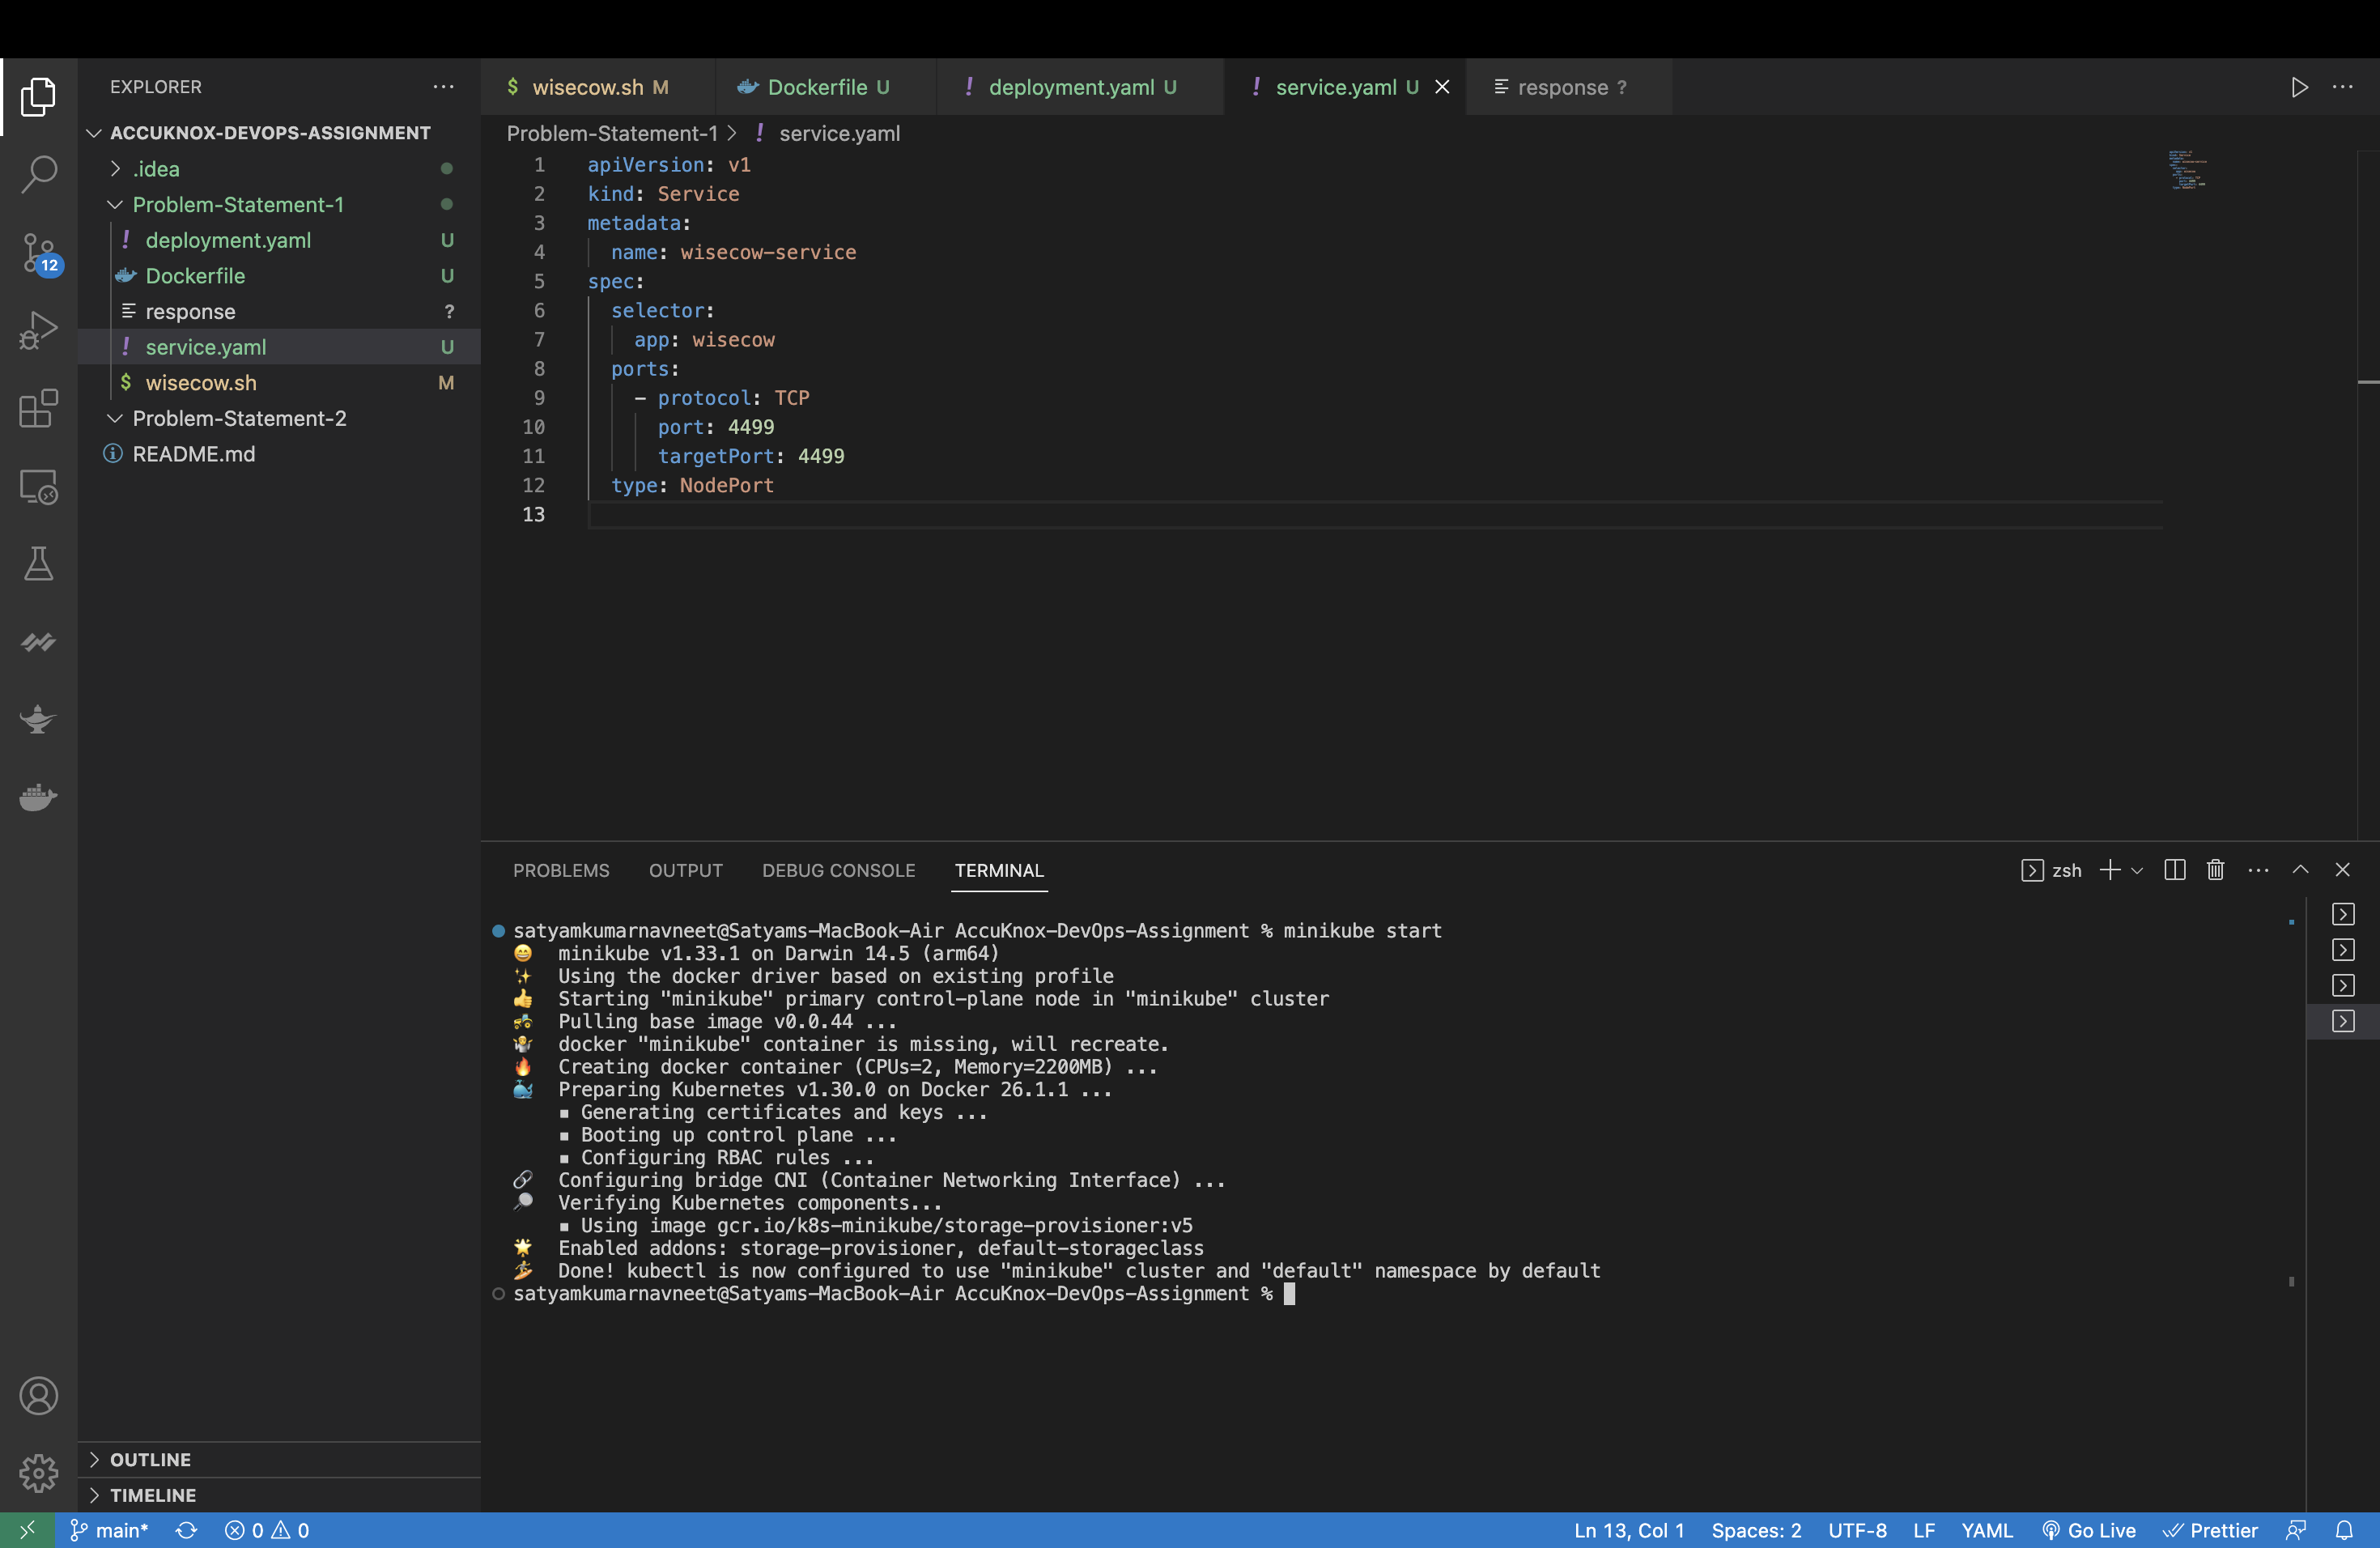 EXPLORER
ACCUKNOX-DEVOPS-ASSIGNMENT
.idea
Problem-Statement-1
deployment.yaml U
Dockerfile U
response ?
service.yaml U
wisecow.sh M
Problem-Statement-2
README.md
OUTLINE
TIMELINE
12
$ wisecow.sh M
Dockerfile U
! deployment.yaml U
! service.yaml U
response ?
Problem-Statement-1 > ! service.yaml
1 apiVersion: v1
2 kind: Service
3 metadata:
4 name: wisecow-service
5 spec:
6 selector:
7 app: wisecow
8 ports:
9 - protocol: TCP
10 port: 4499
11 targetPort: 4499
12 type: NodePort
13
PROBLEMS OUTPUT DEBUG CONSOLE TERMINAL
zsh
satyamkumarnavneet@Satyams-MacBook-Air AccuKnox-DevOps-Assignment % minikube start
😄 minikube v1.33.1 on Darwin 14.5 (arm64)
✨ Using the docker driver based on existing profile
👍 Starting "minikube" primary control-plane node in "minikube" cluster
🚜 Pulling base image v0.0.44 ...
🤷 docker "minikube" container is missing, will recreate.
🔥 Creating docker container (CPUs=2, Memory=2200MB) ...
🐳 Preparing Kubernetes v1.30.0 on Docker 26.1.1 ...
▪ Generating certificates and keys ...
▪ Booting up control plane ...
▪ Configuring RBAC rules ...
🔗 Configuring bridge CNI (Container Networking Interface) ...
🔎 Verifying Kubernetes components...
▪ Using image gcr.io/k8s-minikube/storage-provisioner:v5
🌟 Enabled addons: storage-provisioner, default-storageclass
🏄 Done! kubectl is now configured to use "minikube" cluster and "default" namespace by default
satyamkumarnavneet@Satyams-MacBook-Air AccuKnox-DevOps-Assignment %
main* 0 0
Ln 13, Col 1 Spaces: 2 UTF-8 LF YAML Go Live Prettier